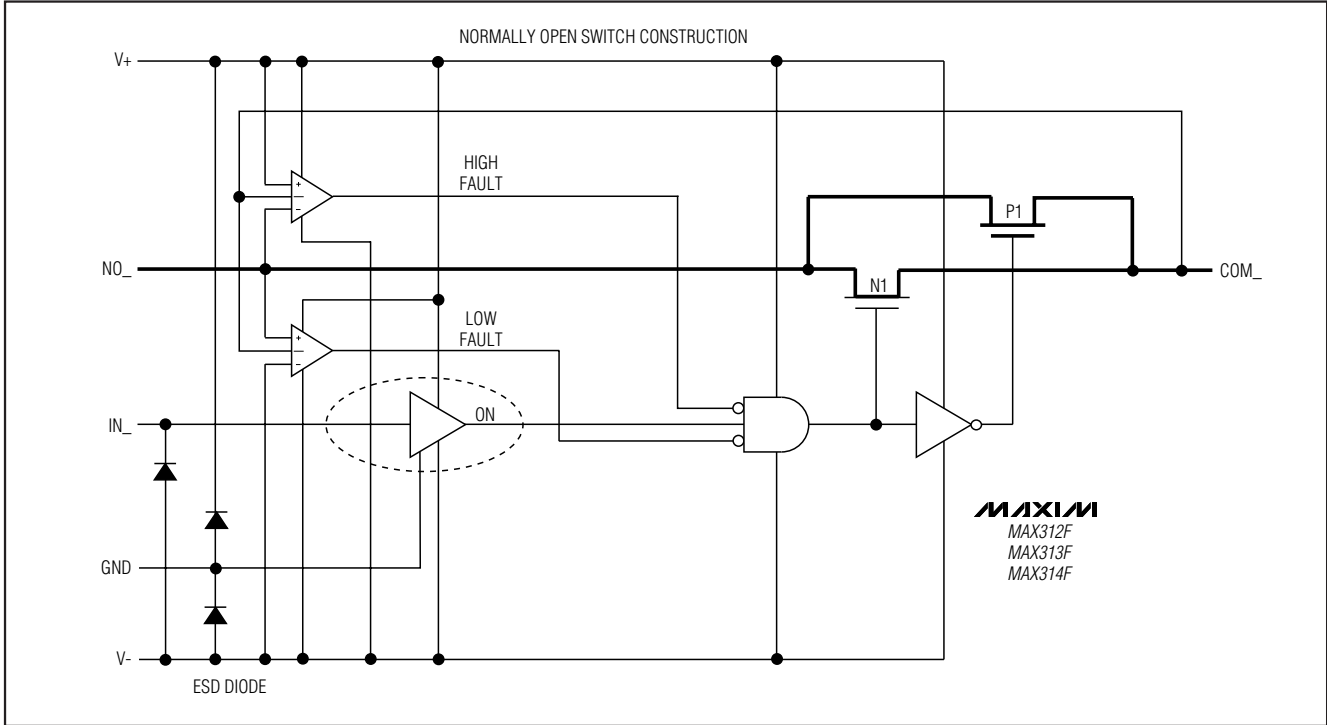 NORMALLY OPEN SWITCH CONSTRUCTION
V+
HIGH
FAULT
+
–
–
P1
NO_
COM_
N1
LOW
FAULT
+
–
–
IN_
ON
MAXIM
MAX312F
MAX313F
MAX314F
GND
V-
ESD DIODE